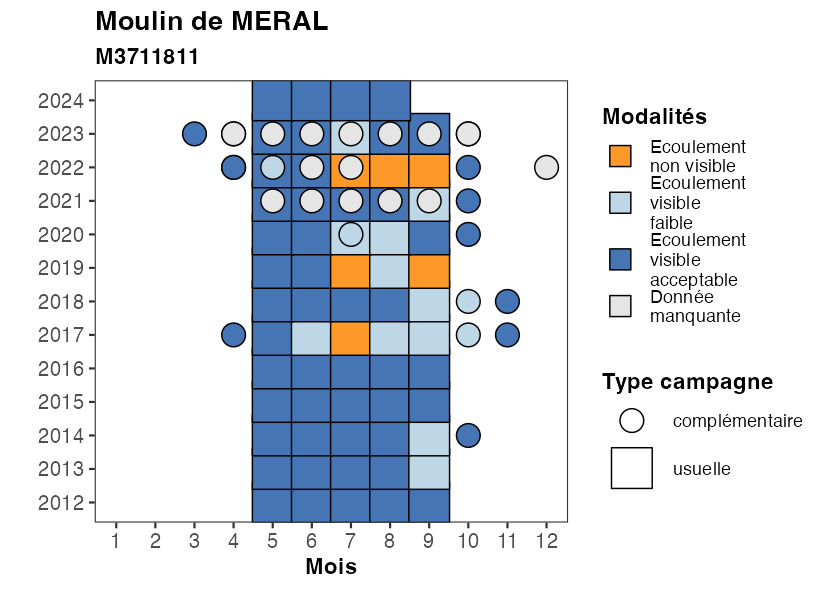 Moulin de MERAL
M3711811
2024
2023
2022
2021
2020
2019
2018
2017
2016
2015
2014
2013
2012
1 2 3 4 5 6 7 8 9 10 11 12
Mois
Modalités
Ecoulement
non visible
Ecoulement
visible
faible
Ecoulement
visible
acceptable
Donnée
manquante
Type campagne
complémentaire
usuelle